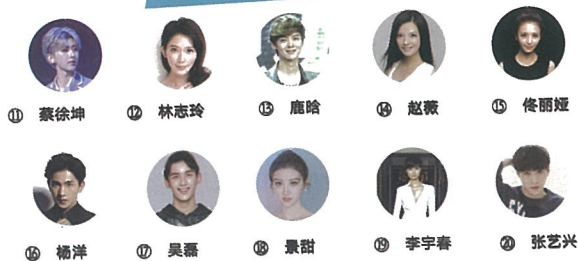 ⑪ 蔡徐坤 ⑫ 林志玲 ⑬ 鹿晗 ⑭ 赵薇 ⑮ 佟丽娅
⑯ 杨洋 ⑰ 吴磊 ⑱ 景甜 ⑲ 李宇春 ⑳ 张艺兴